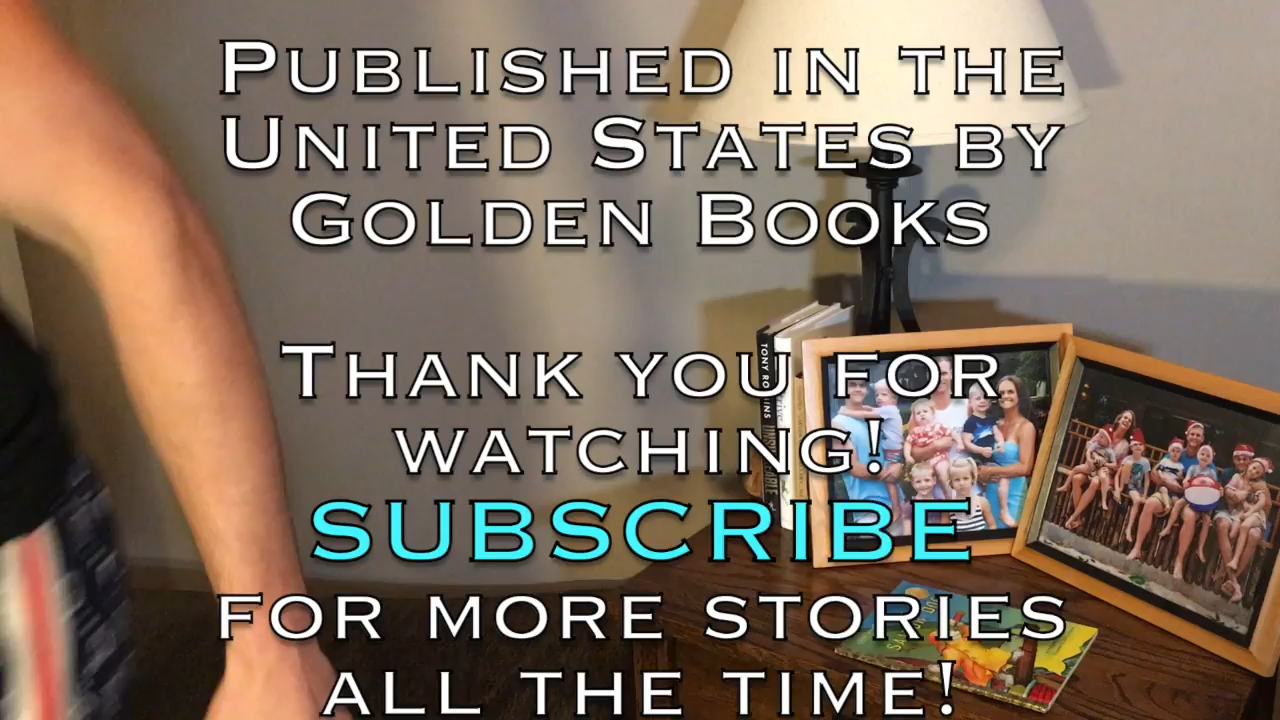 PUBLISHED IN THE
UNITED STATES BY
GOLDEN BOOKS
THANK YOU FOR
WATCHING!
SUBSCRIBE
FOR MORE STORIES
ALL THE TIME!
TONY